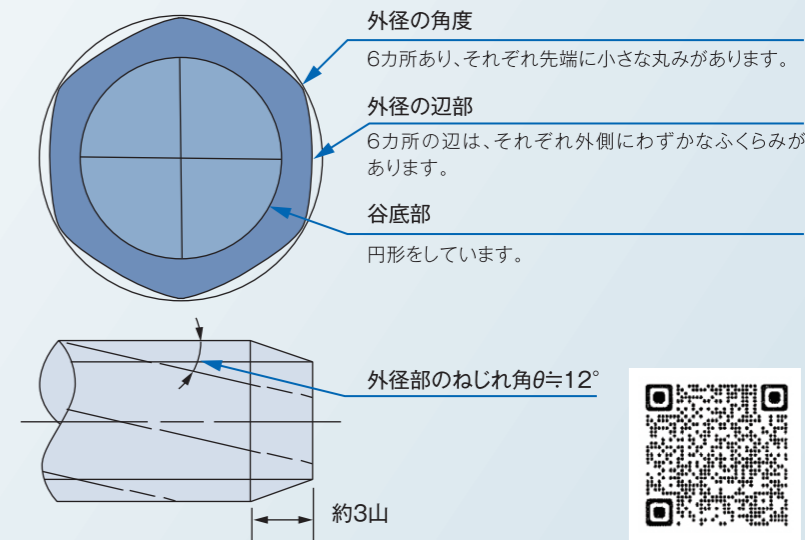 外径の角度
6カ所あり、それぞれ先端に小さな丸みがあります。
外径の辺部
6カ所の辺は、それぞれ外側にわずかなふくらみが
あります。
谷底部
円形をしています。
外径部のねじれ角θ≒12°
約3山